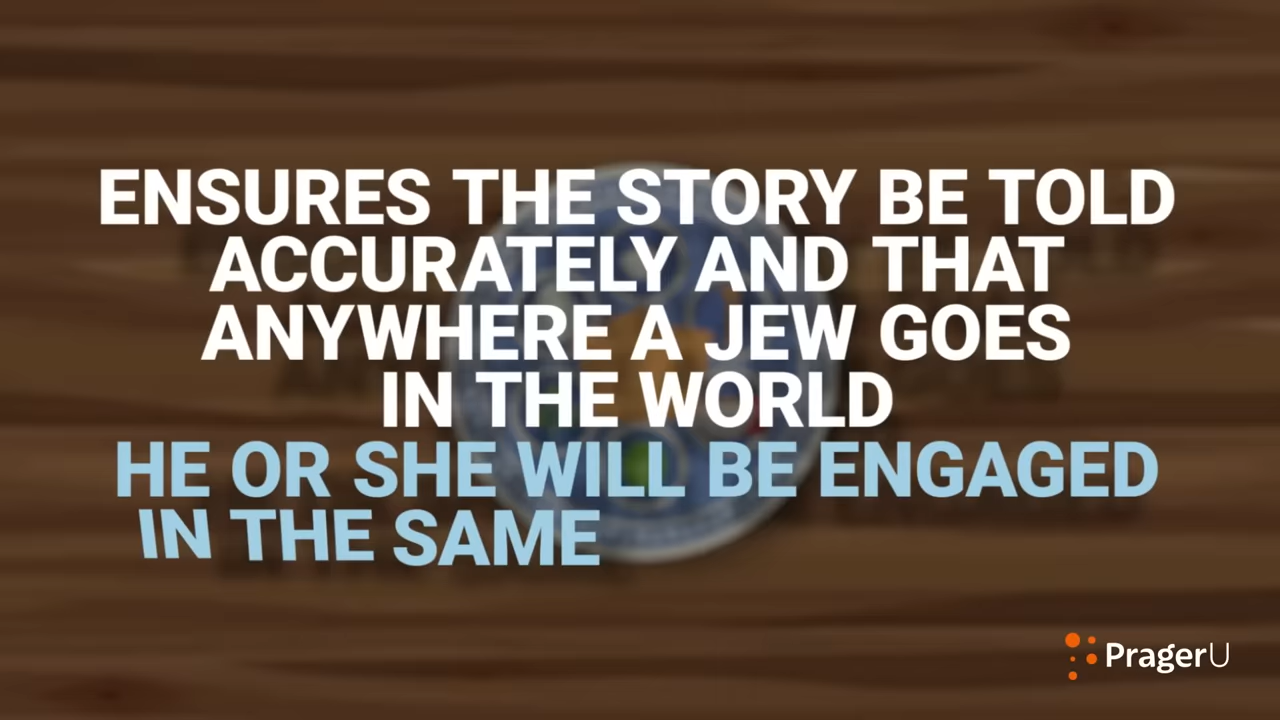 ENSURES THE STORY BE TOLD
ACCURATELY AND THAT
ANYWHERE A JEW GOES
IN THE WORLD
HE OR SHE WILL BE ENGAGED
IN THE SAME
PragerU